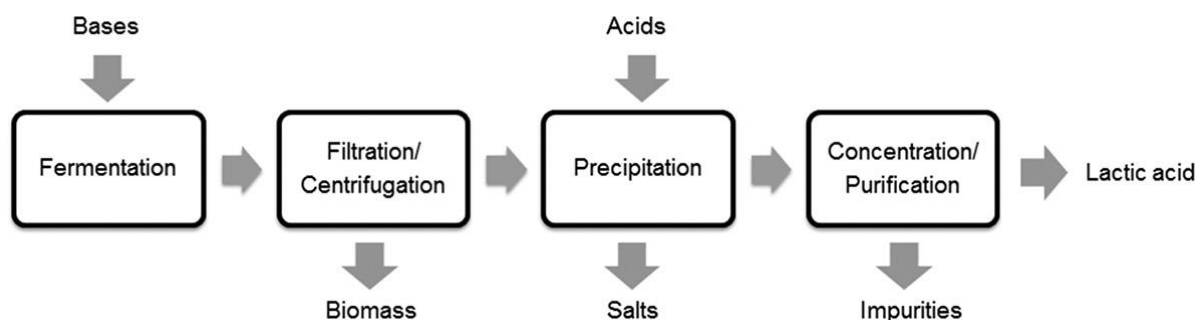 Bases
Acids
Fermentation
Filtration/
Centrifugation
Precipitation
Concentration/
Purification
Lactic acid
Biomass
Salts
Impurities